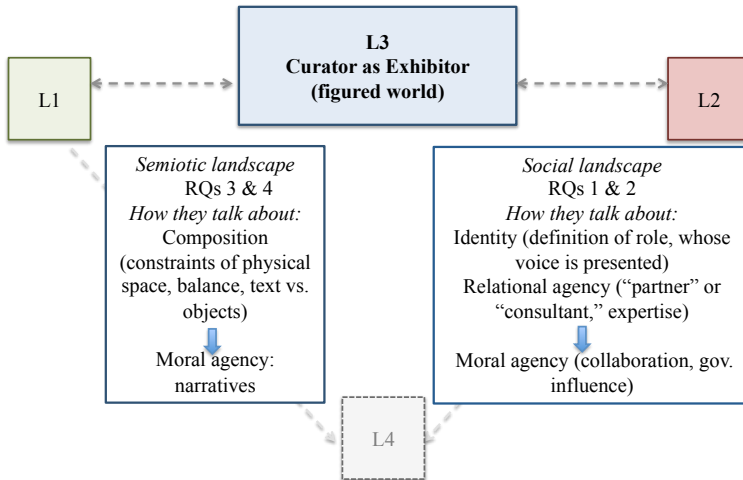 L3
Curator as Exhibitor
(figured world)
L1
L2
Semiotic landscape
RQs 3 & 4
How they talk about:
Composition
(constraints of physical
space, balance, text vs.
objects)
Moral agency:
narratives
Social landscape
RQs 1 & 2
How they talk about:
Identity (definition of role, whose
voice is presented)
Relational agency (“partner” or
“consultant,” expertise)
Moral agency (collaboration, gov.
influence)
L4